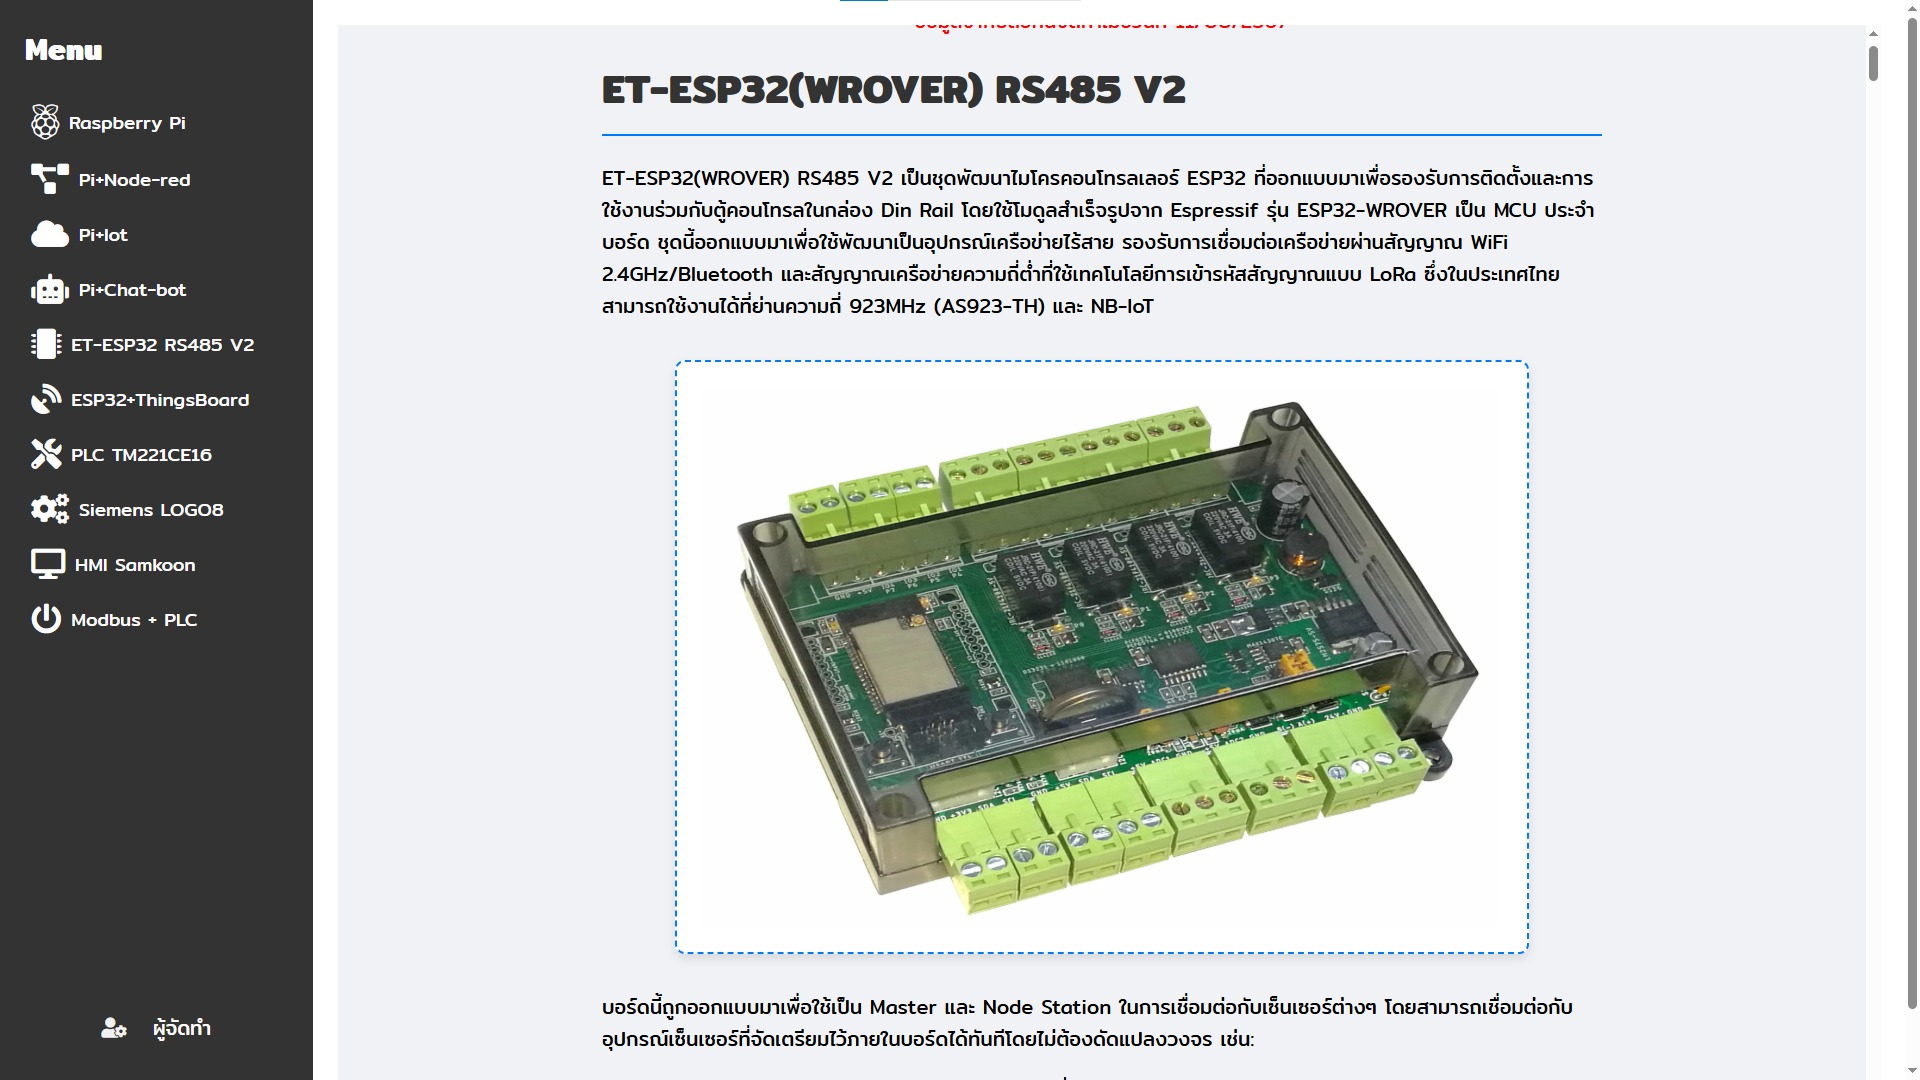 Menu
Raspberry Pi
Pi+Node-red
Pi+Iot
Pi+Chat-bot
ET-ESP32 RS485 V2
ESP32+ThingsBoard
PLC TM221CE16
Siemens LOGO8
HMI Samkoon
Modbus + PLC
ผู้จัดทำ
ET-ESP32(WROVER) RS485 V2
ET-ESP32(WROVER) RS485 V2 เป็นชุดพัฒนาไมโครคอนโทรลเลอร์ ESP32 ที่ออกแบบมาเพื่อรองรับการติดตั้งและการ
ใช้งานร่วมกับตู้คอนโทรลในกล่อง Din Rail โดยใช้โมดูลสำเร็จรูปจาก Espressif รุ่น ESP32-WROVER เป็น MCU ประจำ
บอร์ด ชุดนี้ออกแบบมาเพื่อใช้พัฒนาเป็นอุปกรณ์เครือข่ายไร้สาย รองรับการเชื่อมต่อเครือข่ายผ่านสัญญาณ WiFi
2.4GHz/Bluetooth และสัญญาณเครือข่ายความถี่ต่ำที่ใช้เทคโนโลยีการเข้ารหัสสัญญาณแบบ LoRa ซึ่งในประเทศไทย
สามารถใช้งานได้ที่ย่านความถี่ 923MHz (AS923-TH) และ NB-IoT
บอร์ดนี้ถูกออกแบบมาเพื่อใช้เป็น Master และ Node Station ในการเชื่อมต่อกับเซ็นเซอร์ต่างๆ โดยสามารถเชื่อมต่อกับ
อุปกรณ์เซ็นเซอร์ที่จัดเตรียมไว้ภายในบอร์ดได้ทันทีโดยไม่ต้องดัดแปลงวงจร เช่น: